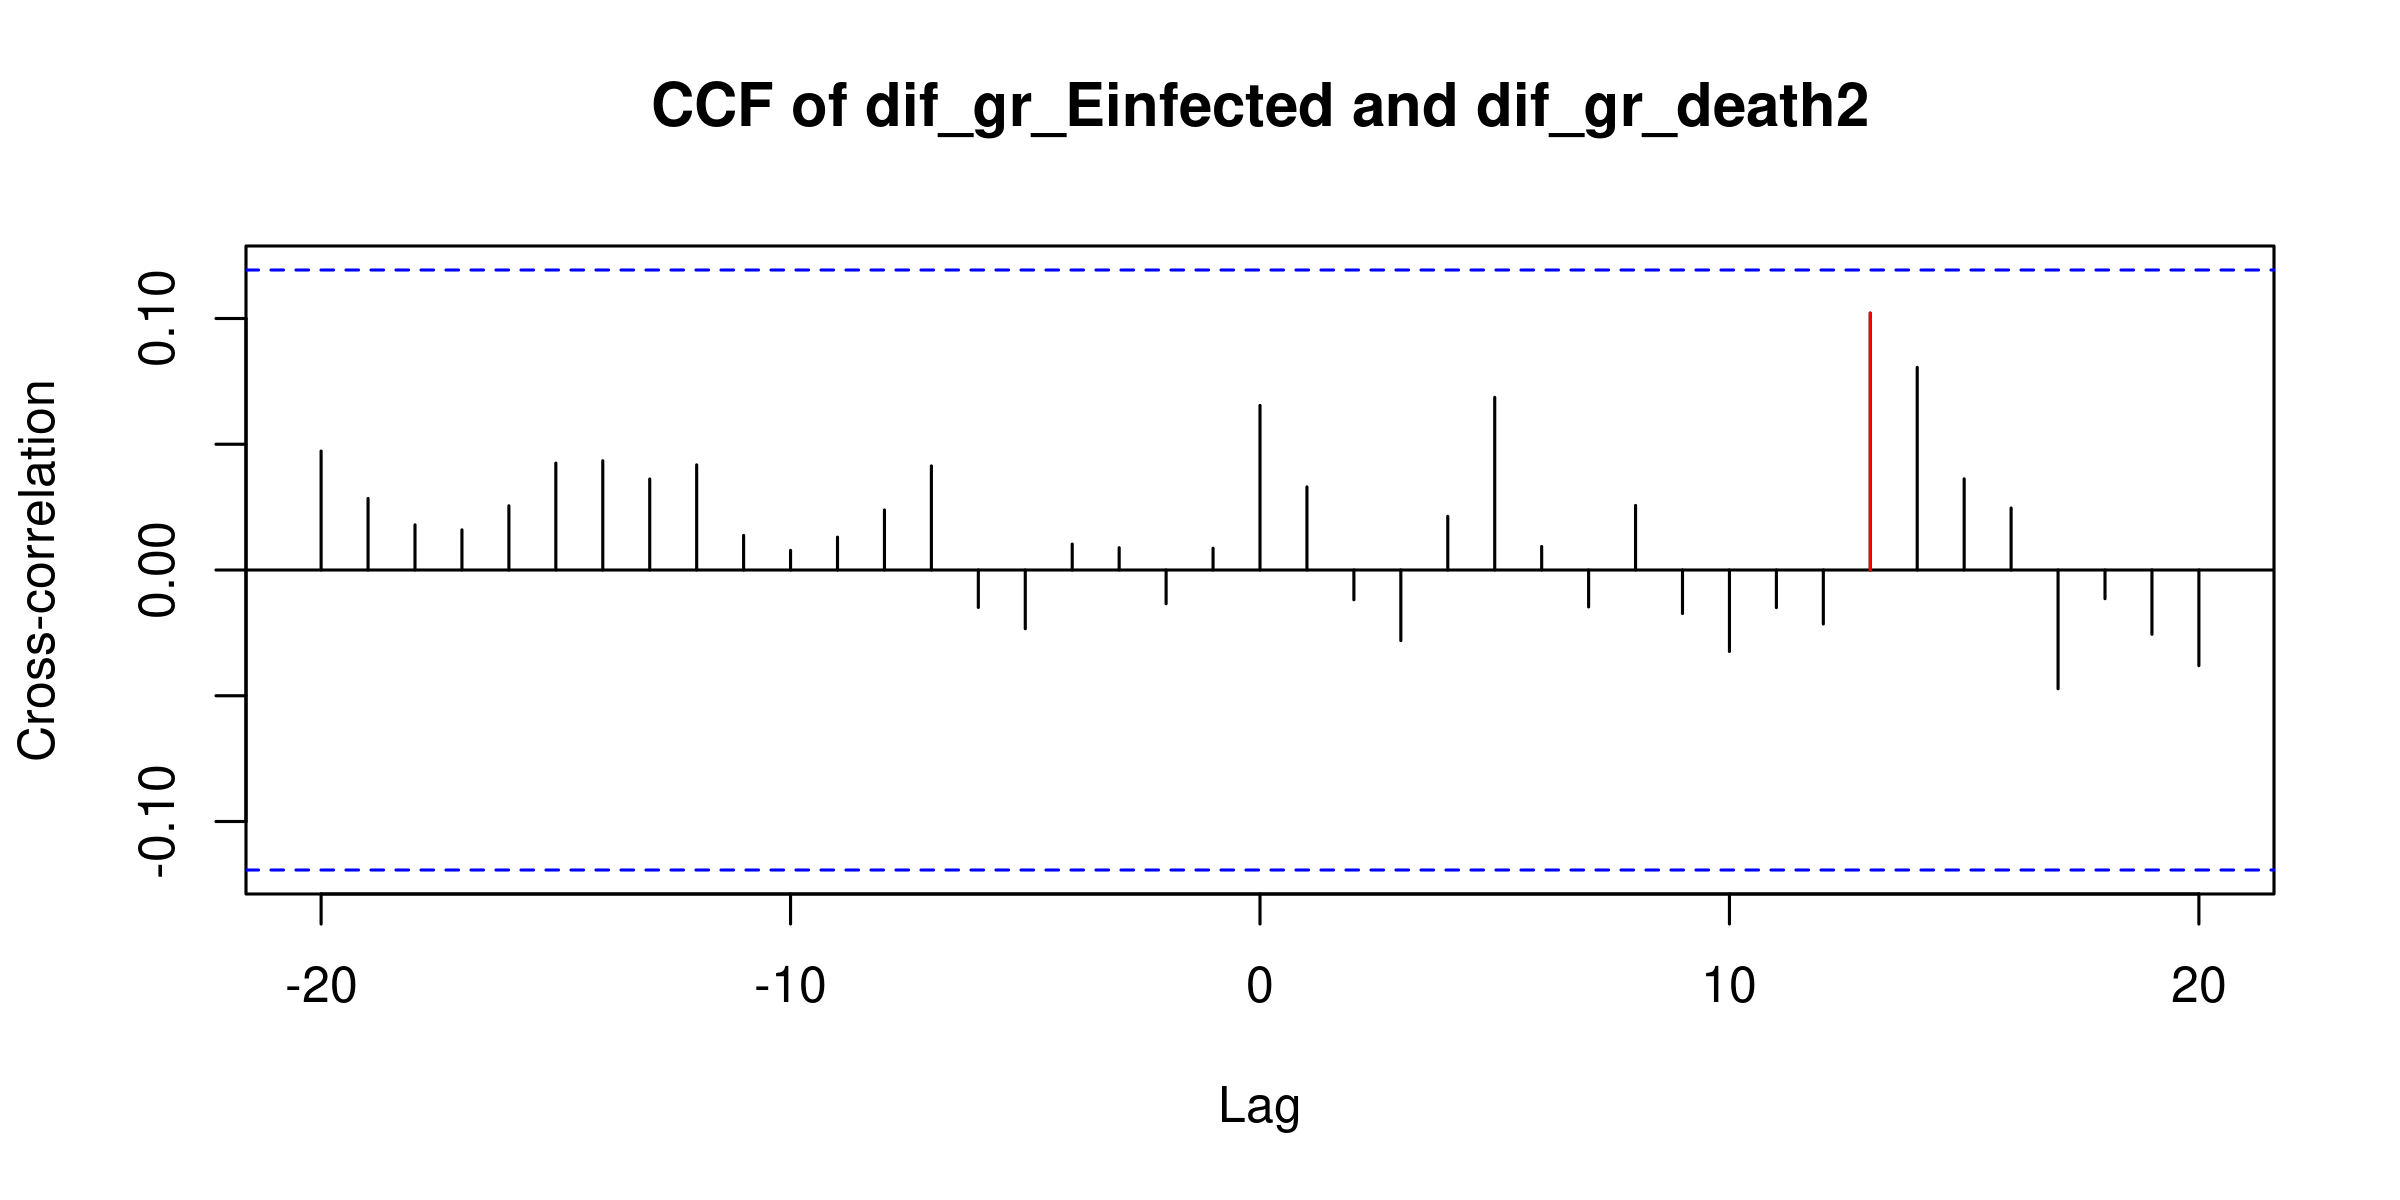 CCF of dif_gr_Einfected and dif_gr_death2
Cross-correlation
0.10
0.00
-0.10
-20 -10 0 10 20
Lag